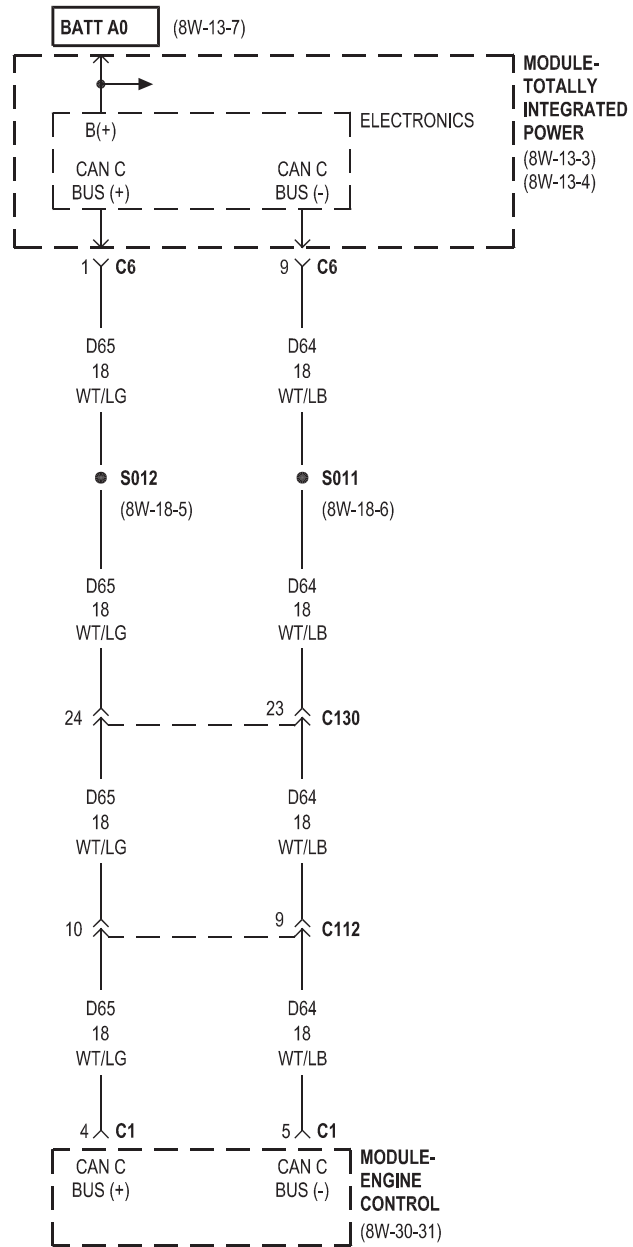 BATT A0 (8W-13-7)
MODULE-
TOTALLY
INTEGRATED
POWER
(8W-13-3)
(8W-13-4)
ELECTRONICS
B(+)
CAN C
BUS (+)
CAN C
BUS (-)
1 C6
9 C6
D65
18
WT/LG
D64
18
WT/LB
S012
(8W-18-5)
S011
(8W-18-6)
D65
18
WT/LG
D64
18
WT/LB
24
23
C130
D65
18
WT/LG
D64
18
WT/LB
10
9
C112
D65
18
WT/LG
D64
18
WT/LB
4 C1
5 C1
CAN C
BUS (+)
CAN C
BUS (-)
MODULE-
ENGINE
CONTROL
(8W-30-31)